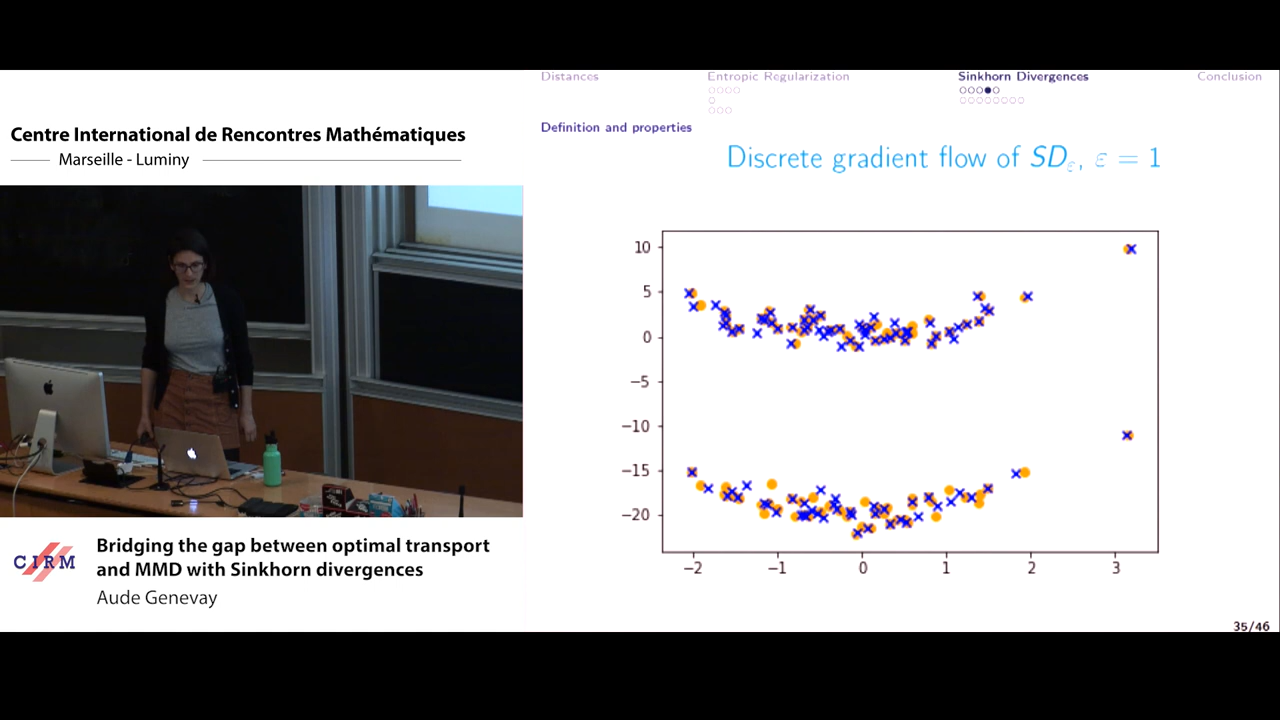 Centre International de Rencontres Mathématiques
Marseille - Luminy
CIRM
Bridging the gap between optimal transport
and MMD with Sinkhorn divergences
Aude Genevay
Distances Entropic Regularization Sinkhorn Divergences Conclusion
Definition and properties
Discrete gradient flow of SDε, ε = 1
10
5
0
−5
−10
−15
−20
−2 −1 0 1 2 3
35/46